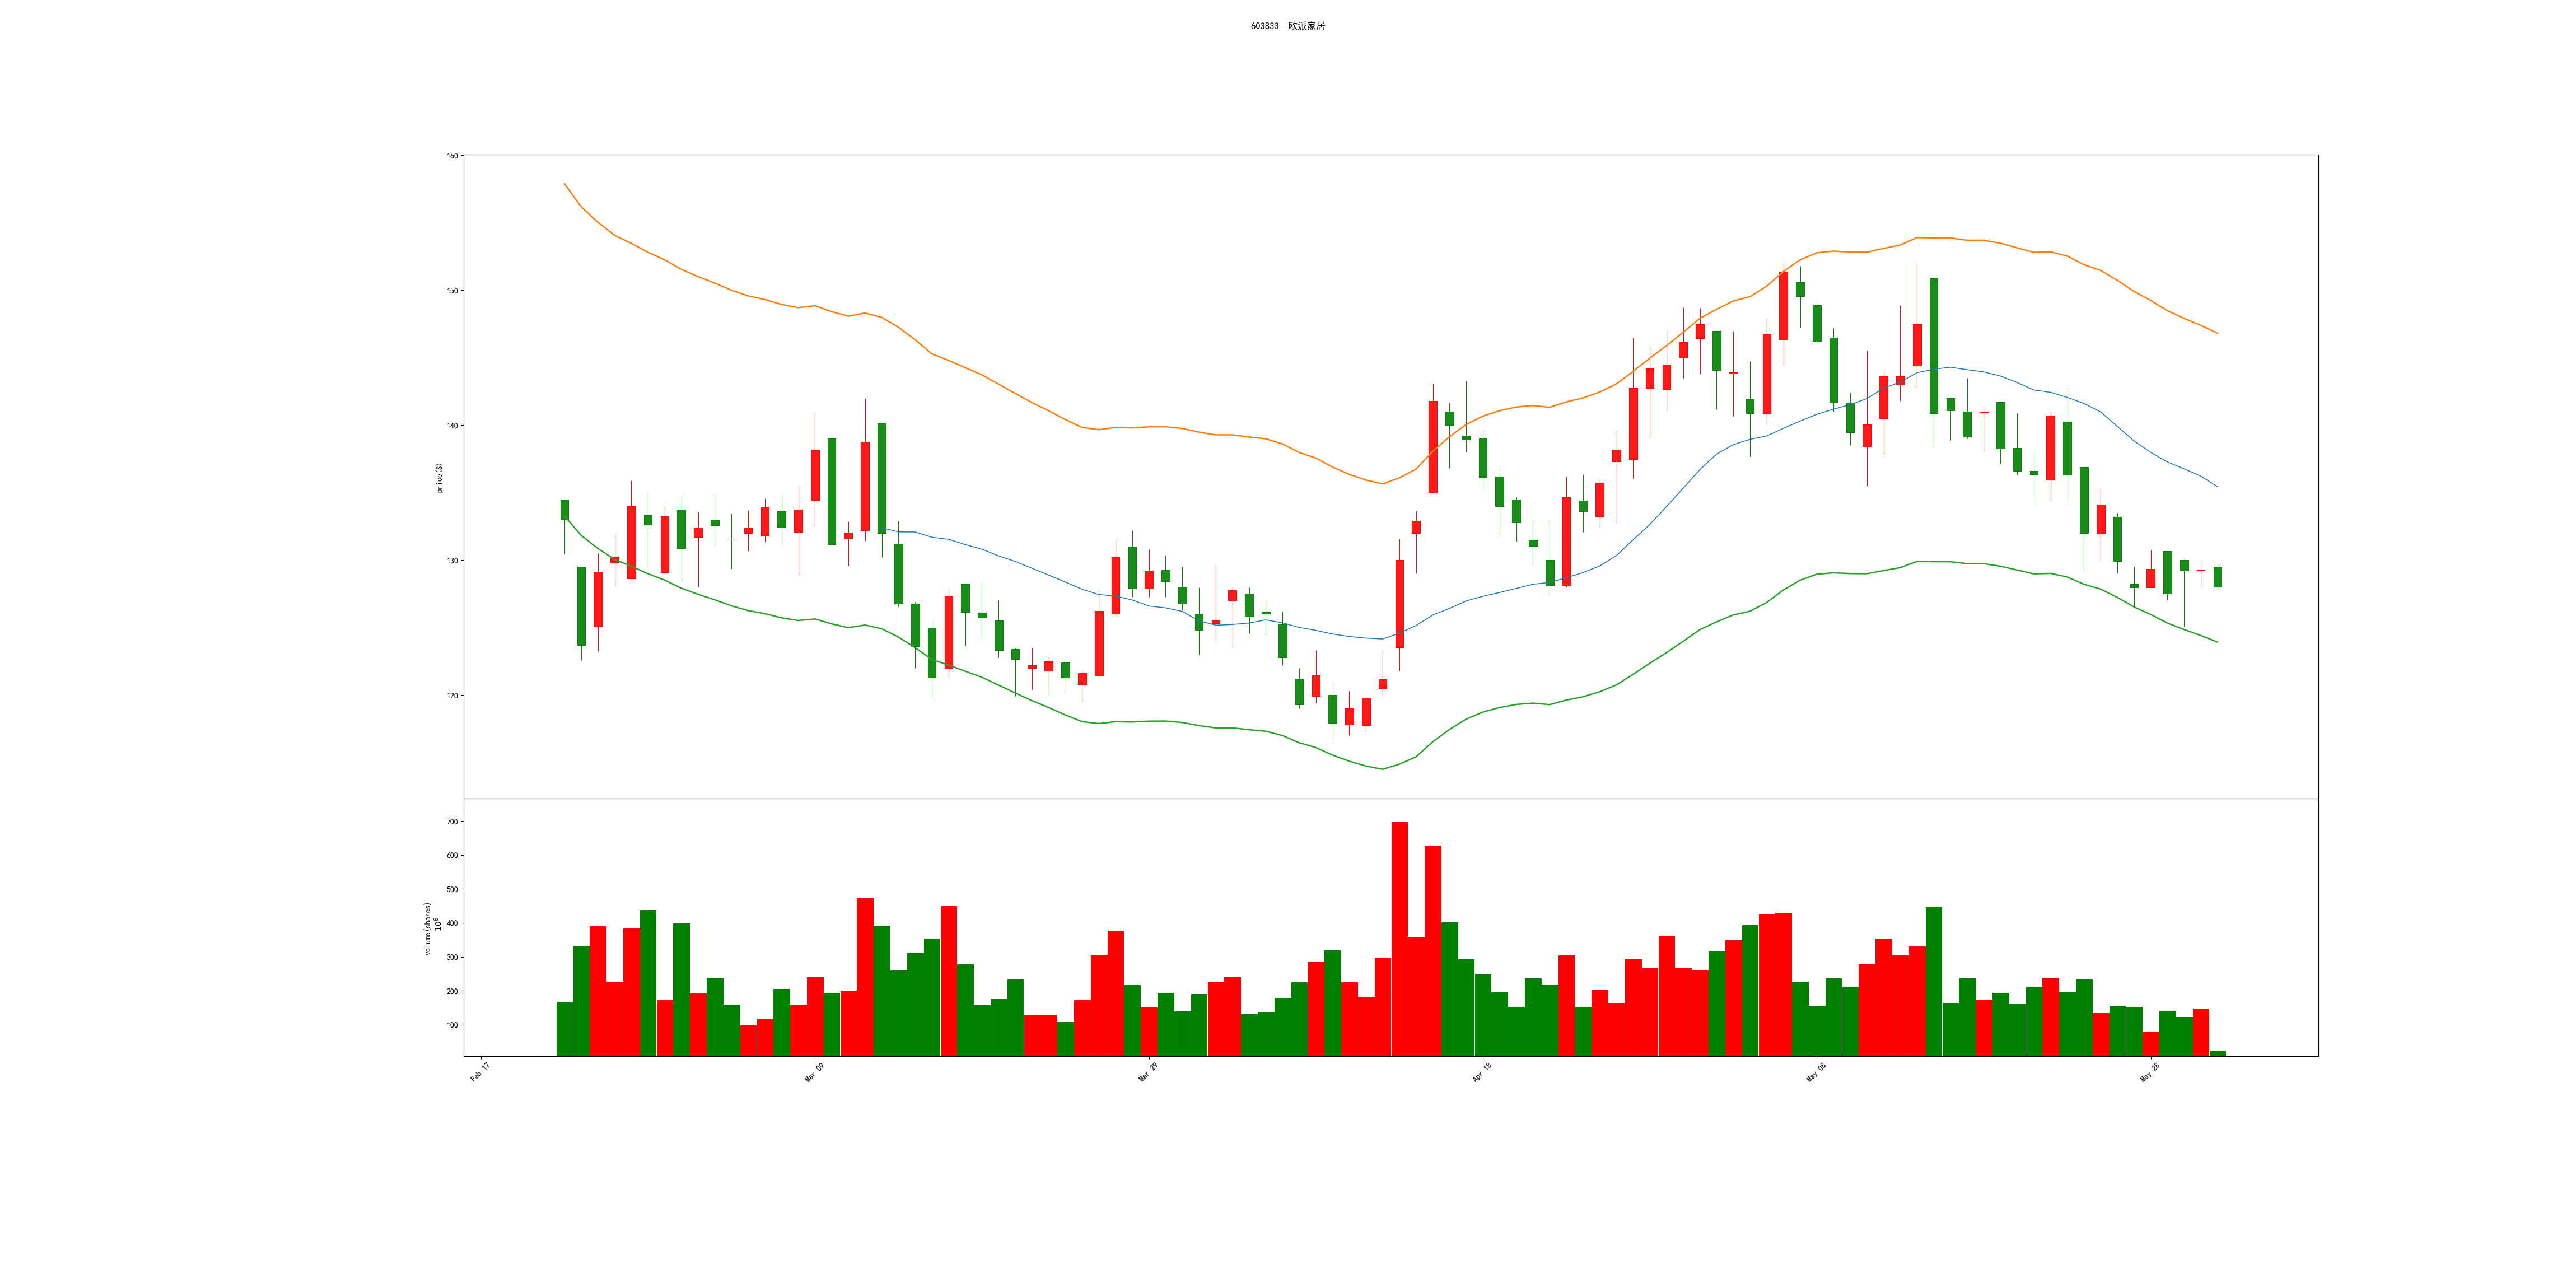 603833 欧派家居
160
150
140
130
120
price($)
700
600
500
400
300
200
100
volume(shares)
10⁶
Feb 17
Mar 09
Mar 29
Apr 18
May 08
May 28